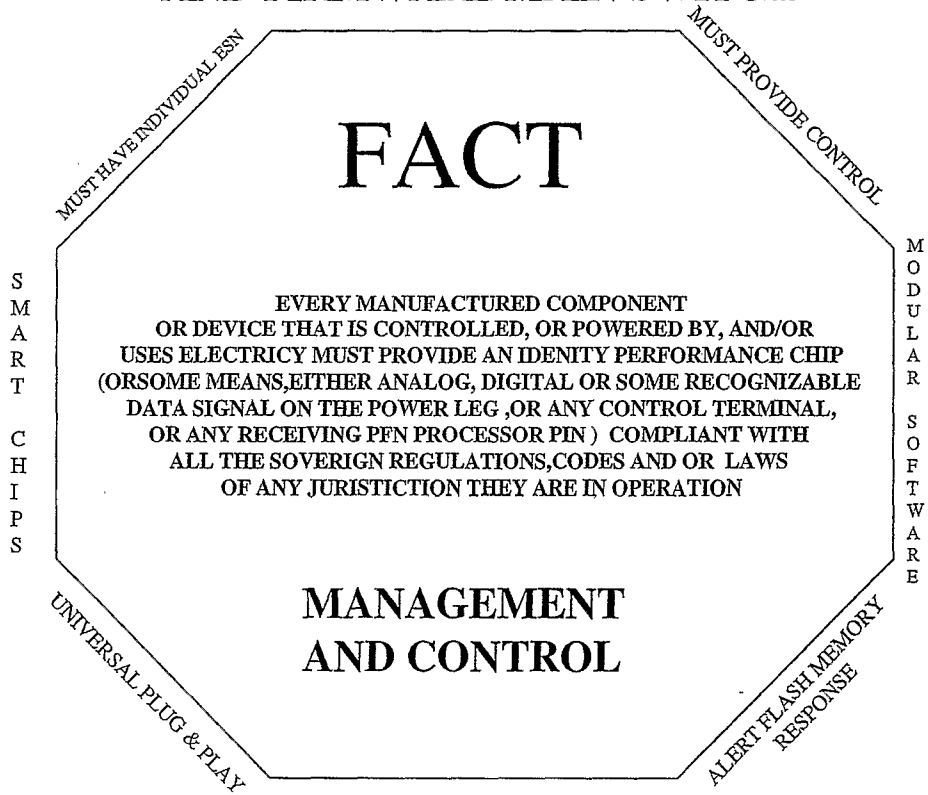 MUST HAVE INDIVIDUAL ESN
MUST PROVIDE CONTROL
FACT
SMART CHIPS
MODULAR SOFTWARE
EVERY MANUFACTURED COMPONENT
OR DEVICE THAT IS CONTROLLED, OR POWERED BY, AND/OR
USES ELECTRICY MUST PROVIDE AN IDENITY PERFORMANCE CHIP
(ORSOME MEANS,EITHER ANALOG, DIGITAL OR SOME RECOGNIZABLE
DATA SIGNAL ON THE POWER LEG ,OR ANY CONTROL TERMINAL,
OR ANY RECEIVING PFN PROCESSOR PIN ) COMPLIANT WITH
ALL THE SOVERIGN REGULATIONS,CODES AND OR LAWS
OF ANY JURISTICTION THEY ARE IN OPERATION
MANAGEMENT
AND CONTROL
UNIVERSAL PLUG & PLAY
ALERT FLASH MEMORY
RESPONSE